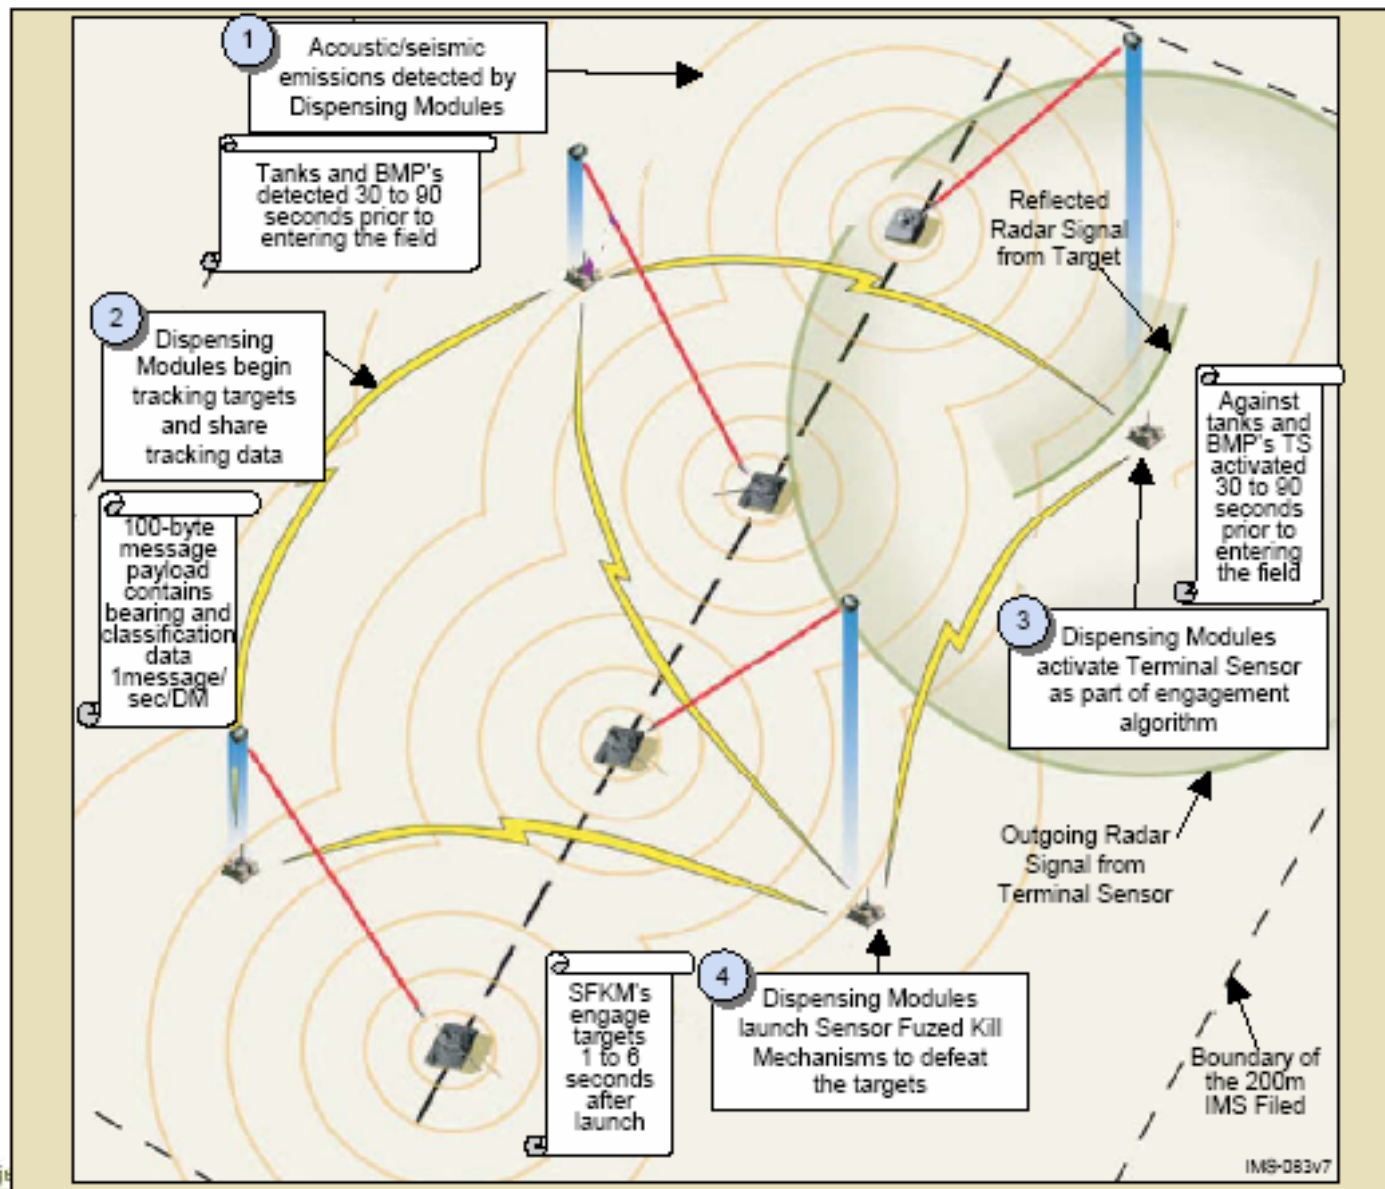 1
Acoustic/seismic
emissions detected by
Dispensing Modules
Tanks and BMP's
detected 30 to 90
seconds prior to
entering the field
2
Dispensing
Modules begin
tracking targets
and share
tracking data
100-byte
message
payload
contains
bearing and
classification
data
1message/
sec/DM
Reflected
Radar Signal
from Target
Against
tanks and
BMP's TS
activated
30 to 90
seconds
prior to
entering
the field
3
Dispensing Modules
activate Terminal Sensor
as part of engagement
algorithm
Outgoing Radar
Signal from
Terminal Sensor
SFKM's
engage
targets
1 to 6
seconds
after
launch
4
Dispensing Modules
launch Sensor Fuzed Kill
Mechanisms to defeat
the targets
Boundary of
the 200m
IMS Filed
IMS-083v7